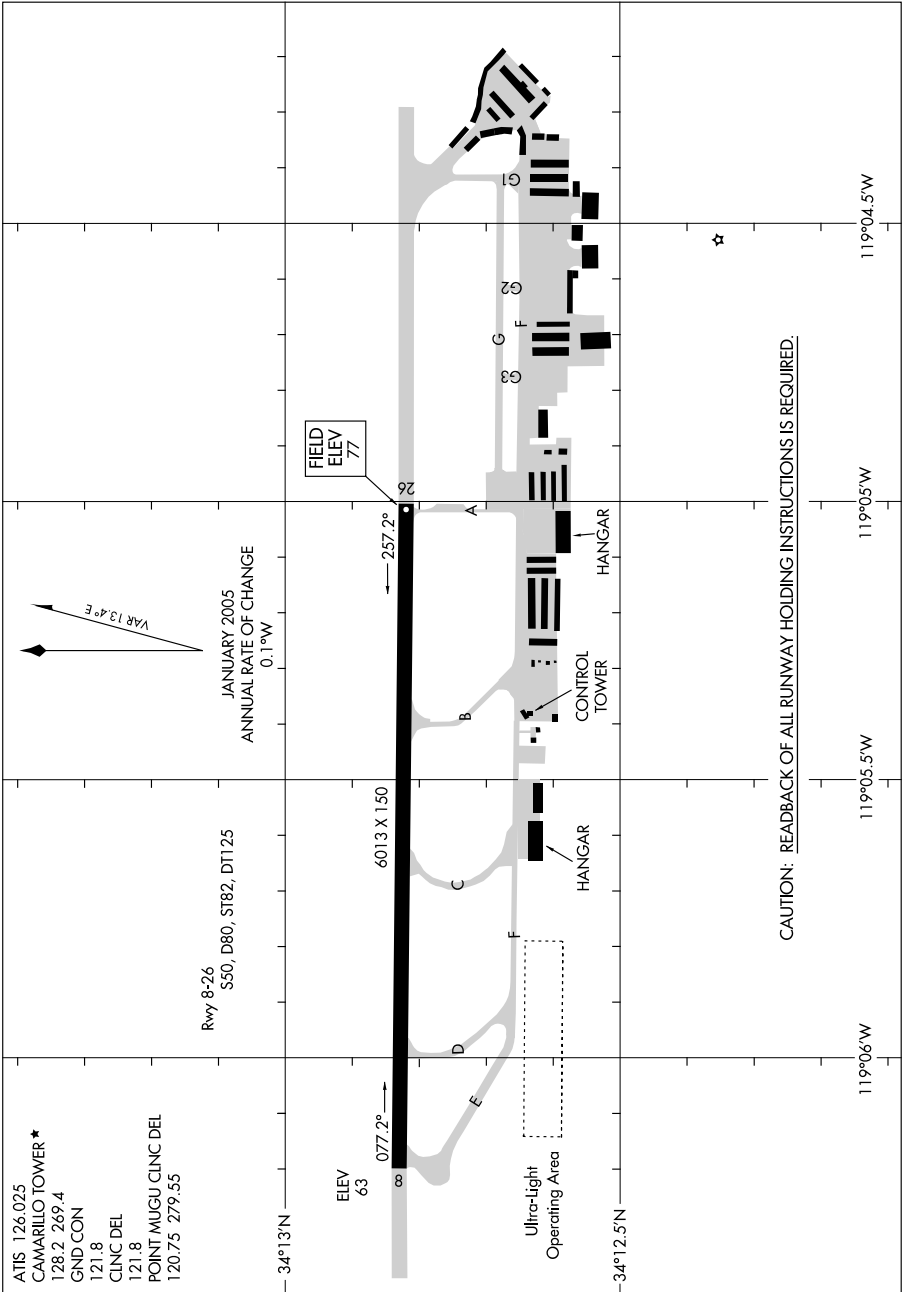 ATIS 126.025
CAMARILLO TOWER ★
128.2 269.4
GND CON
121.8
CLNC DEL
121.8
POINT MUGU CLNC DEL
120.75 279.55
Rwy 8-26
S50, D80, ST82, DT125
VAR 13.4°E
JANUARY 2005
ANNUAL RATE OF CHANGE
0.1°W
FIELD
ELEV
77
34°13'N
ELEV
63
8
077.2°
6013 X 150
257.2°
26
E
D
C
B
A
F
G
G3
G2
G1
F
Ultra-Light
Operating Area
HANGAR
CONTROL
TOWER
HANGAR
34°12.5'N
CAUTION: READBACK OF ALL RUNWAY HOLDING INSTRUCTIONS IS REQUIRED.
119°06'W
119°05.5'W
119°05'W
119°04.5'W